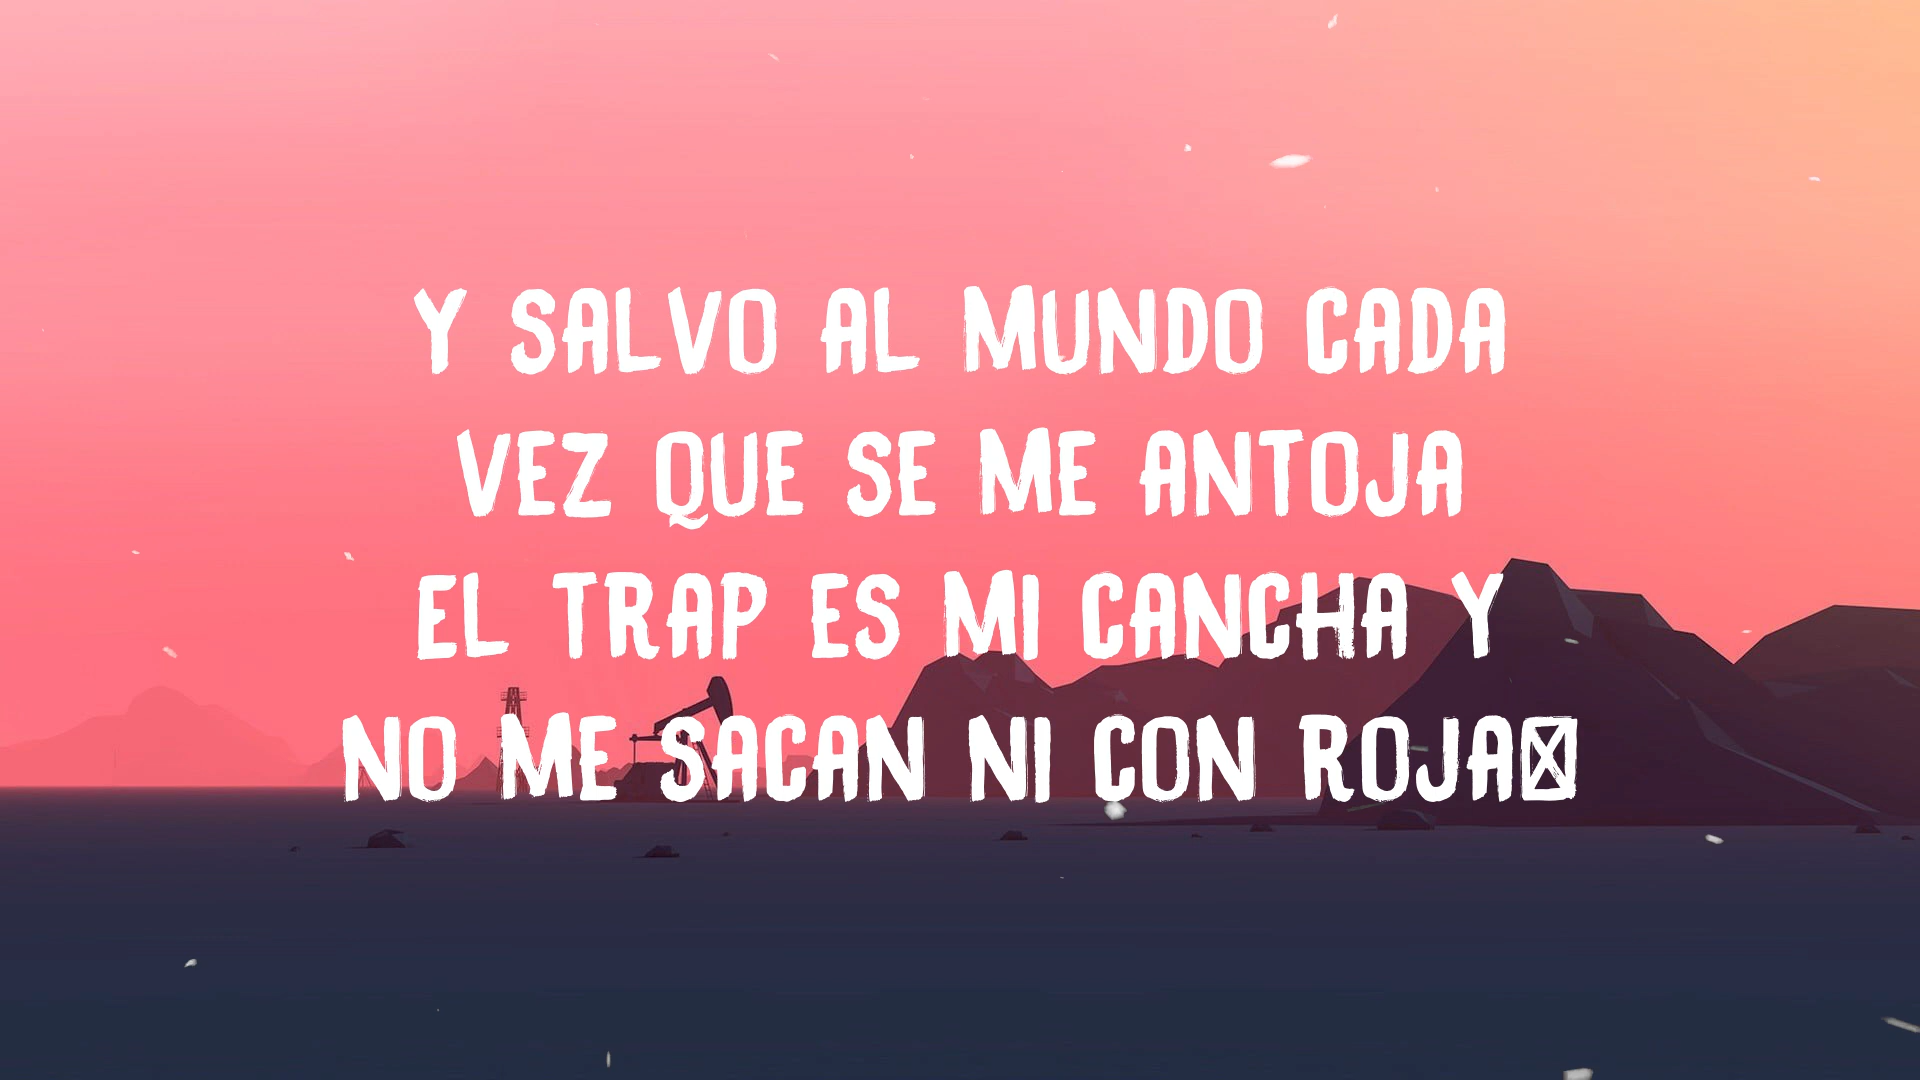 Y SALVO AL MUNDO CADA
VEZ QUE SE ME ANTOJA
EL TRAP ES MI CANCHA Y
NO ME SACAN NI CON ROJA